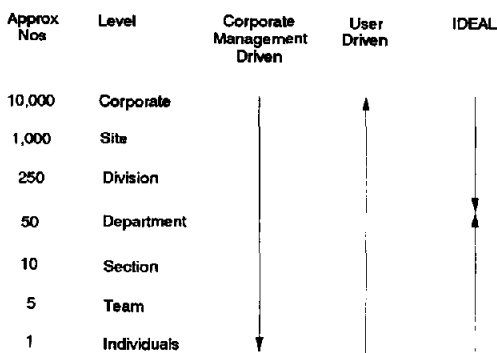 Approx Level Corporate User IDEAL
Nos Management Driven
Driven
10,000 Corporate
1,000 Site
250 Division
50 Department
10 Section
5 Team
1 Individuals